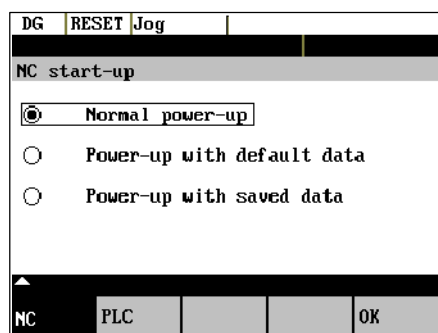 DG RESET Jog
NC start-up
Normal power-up
Power-up with default data
Power-up with saved data
NC PLC OK